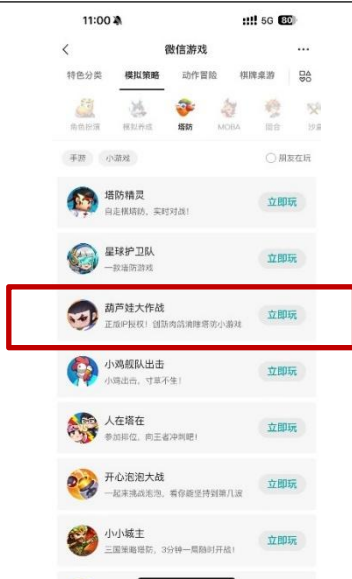 11:00
5G 80
微信游戏
特色分类 模拟策略 动作冒险 棋牌桌游
角色扮演 模拟养成 塔防 MOBA
手游 小游戏 朋友在玩
塔防精灵
自走棋塔防，实时对战！
立即玩
星球护卫队
一款塔防游戏
立即玩
葫芦娃大作战
正版IP授权！创防肉鸽清睡塔防小游戏
立即玩
小鸡舰队出击
小鸡出击，寸草不生！
立即玩
人在塔在
参加排位，向王者冲刺吧！
立即玩
开心泡泡大战
一起来挑战泡泡，看你能坚持到第几波
立即玩
小小城主
三国策略塔防，3分钟一局随时开战！
立即玩